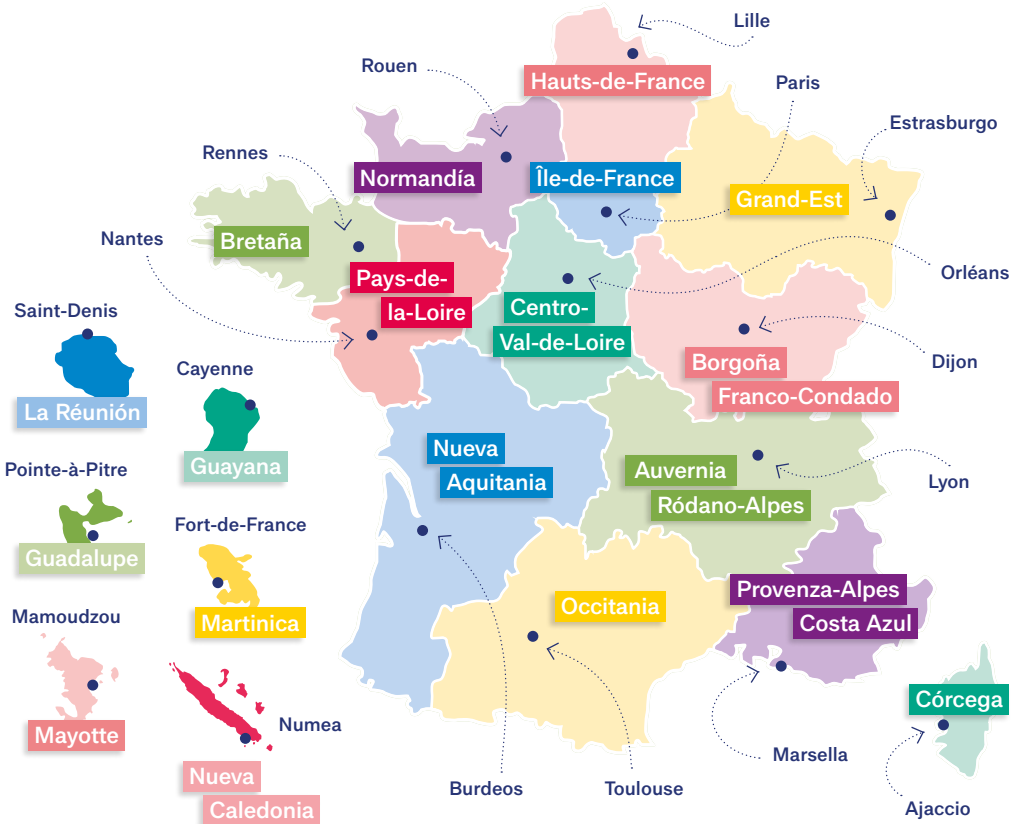 Lille
Rouen
Hauts-de-France
Paris
Estrasburgo
Rennes
Normandía
Île-de-France
Grand-Est
Nantes
Bretaña
Pays-de-
la-Loire
Orléans
Centro-
Val-de-Loire
Saint-Denis
La Réunión
Cayenne
Guayana
Borgoña
Franco-Condado
Dijon
Nueva
Aquitania
Auvernia
Ródano-Alpes
Lyon
Pointe-à-Pitre
Guadalupe
Fort-de-France
Martinica
Occitania
Provenza-Alpes
Costa Azul
Mamoudzou
Mayotte
Numea
Nueva
Caledonia
Córcega
Marsella
Burdeos
Toulouse
Ajaccio